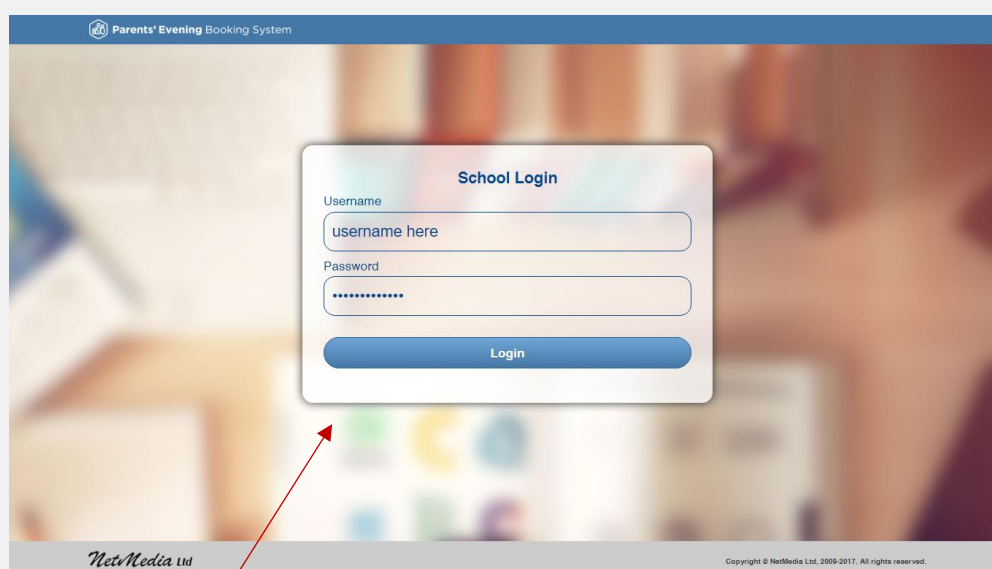 Parents' Evening Booking System
School Login
Username
username here
Password
•••••••••••••
Login
NetMedia Ltd
Copyright © NetMedia Ltd, 2009-2017. All rights reserved.